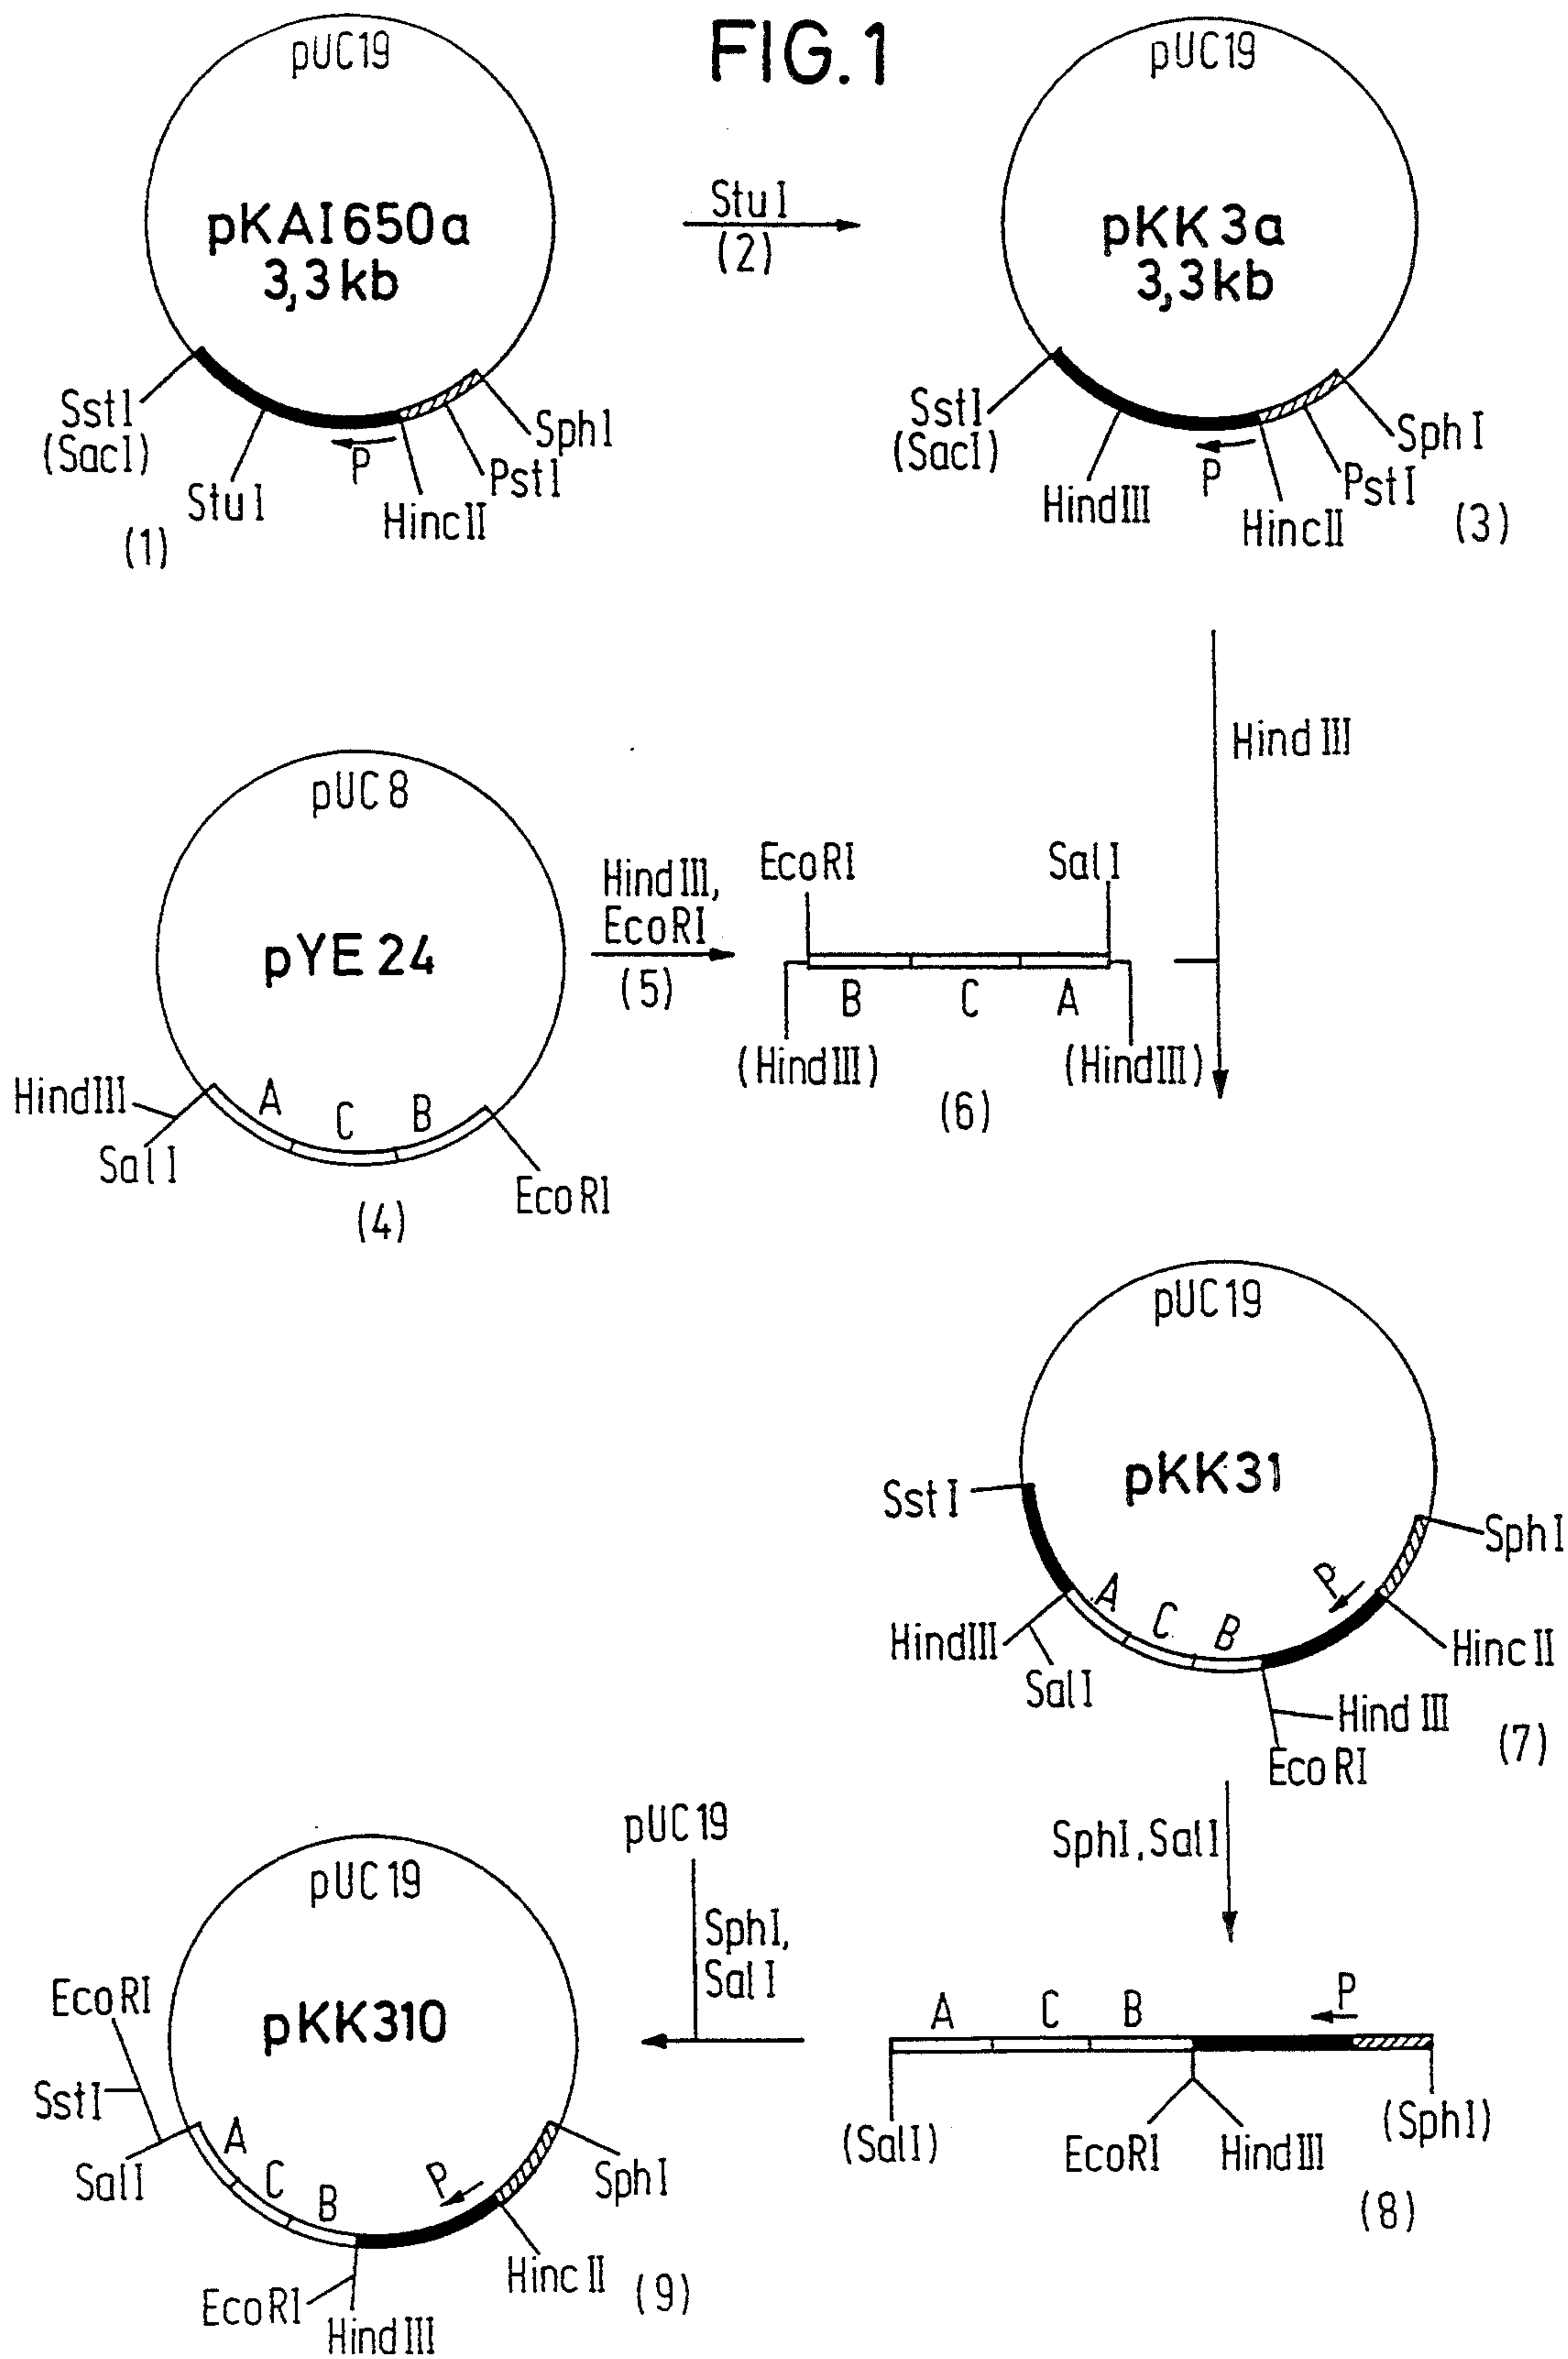 FIG.1
pUC19
pKAI650a
3,3kb
SstI
(SacI)
StuI
P
HincII
PstI
SphI
(1)
StuI
(2)
pUC19
pKK3a
3,3kb
SstI
(SacI)
HindIII
P
HincII
PstI
SphI
(3)
HindIII
pUC8
pYE24
HindIII
SalI
A
C
B
EcoRI
(4)
HindIII,
EcoRI
(5)
EcoRI
SalI
B
C
A
(HindIII)
(HindIII)
(6)
pUC19
pKK31
SstI
SphI
A
C
B
P
HindIII
SalI
HincII
HindIII
EcoRI
(7)
SphI,SalI
pUC19
SphI,
SalI
A
C
B
P
(SalI)
EcoRI
HindIII
(SphI)
(8)
pUC19
pKK310
EcoRI
SstI
SalI
A
C
B
P
SphI
HincII
EcoRI
HindIII
(9)